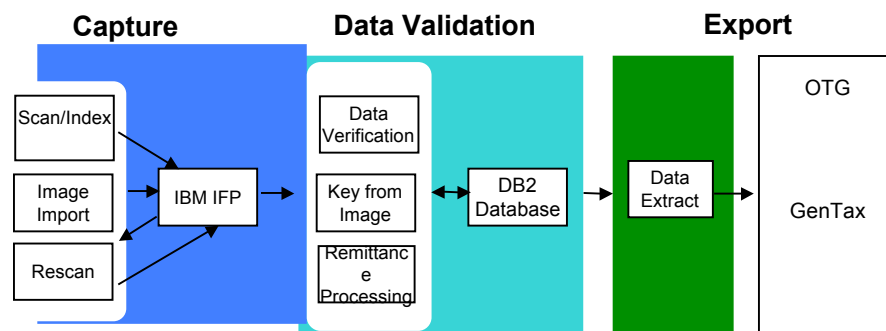 Capture
Data Validation
Export
Scan/Index
Image
Import
Rescan
IBM IFP
Data
Verification
Key from
Image
Remittanc
e
Processing
DB2
Database
Data
Extract
OTG
GenTax